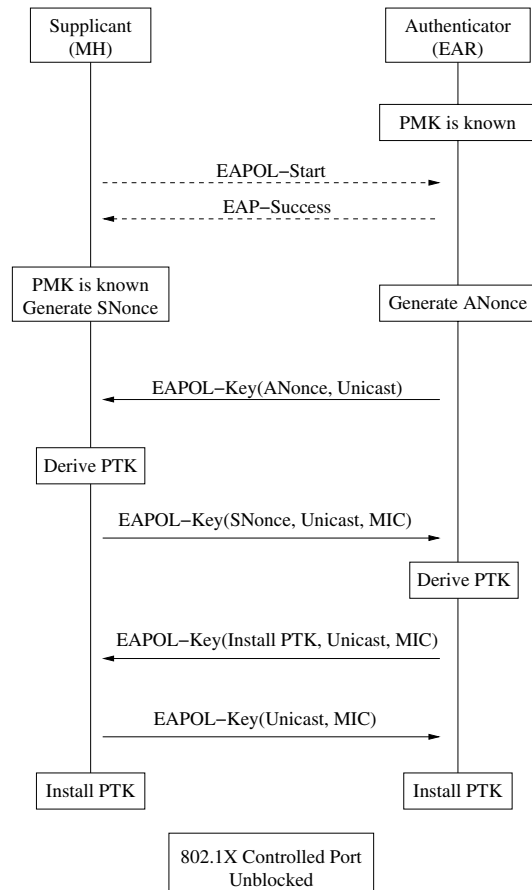 Supplicant
(MH)
Authenticator
(EAR)
PMK is known
EAPOL−Start
EAP−Success
PMK is known
Generate SNonce
Generate ANonce
EAPOL−Key(ANonce, Unicast)
Derive PTK
EAPOL−Key(SNonce, Unicast, MIC)
Derive PTK
EAPOL−Key(Install PTK, Unicast, MIC)
EAPOL−Key(Unicast, MIC)
Install PTK
Install PTK
802.1X Controlled Port
Unblocked